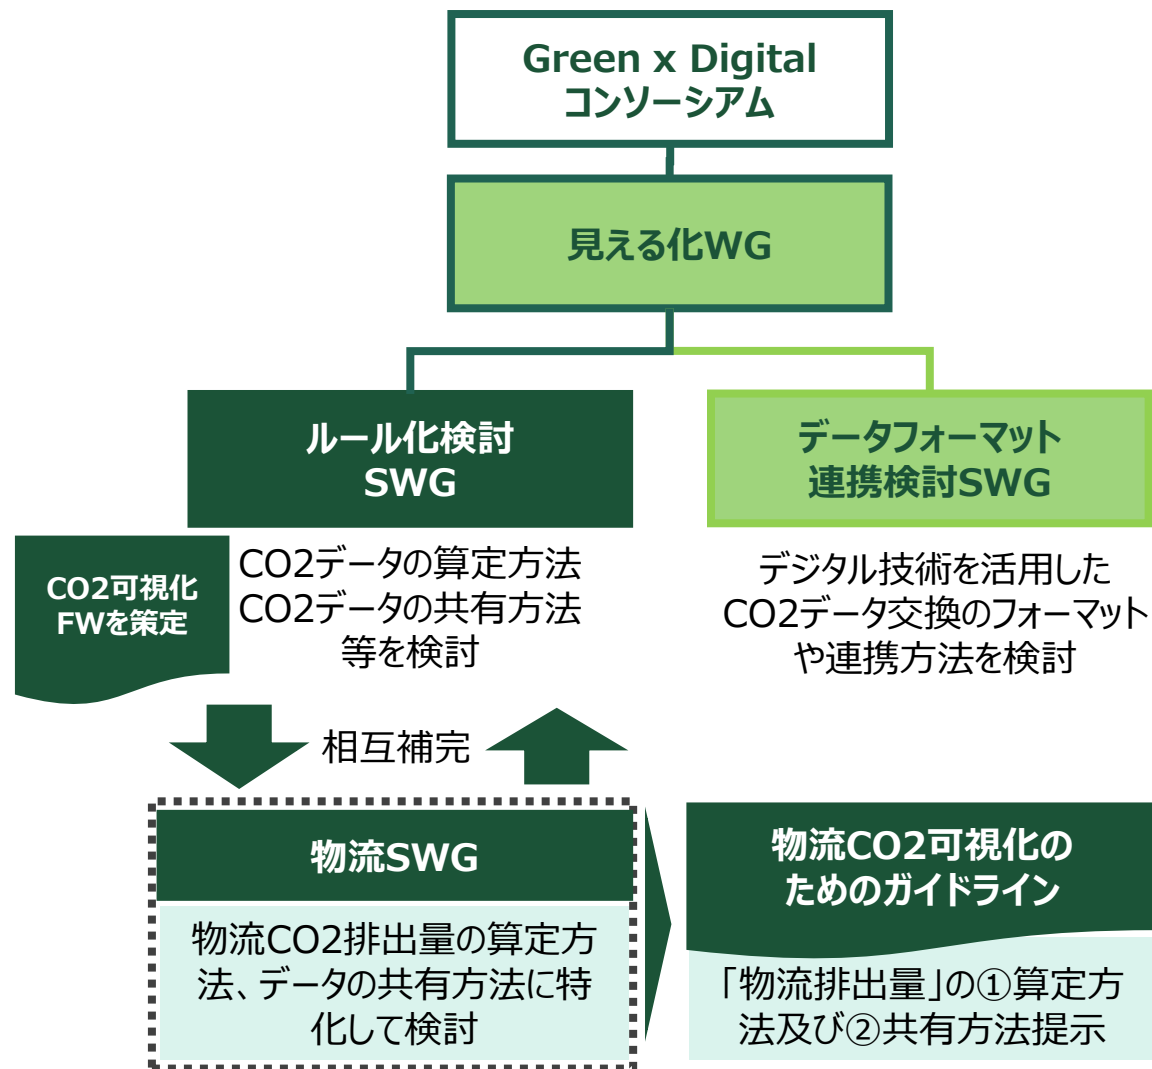 Green x Digital
コンソーシアム
見える化WG
ルール化検討
SWG
データフォーマット
連携検討SWG
CO2可視化
FWを策定
CO2データの算定方法
CO2データの共有方法
等を検討
デジタル技術を活用した
CO2データ交換のフォーマット
や連携方法を検討
相互補完
物流SWG
物流CO2排出量の算定方
法、データの共有方法に特
化して検討
物流CO2可視化の
ためのガイドライン
「物流排出量」の①算定方
法及び②共有方法提示